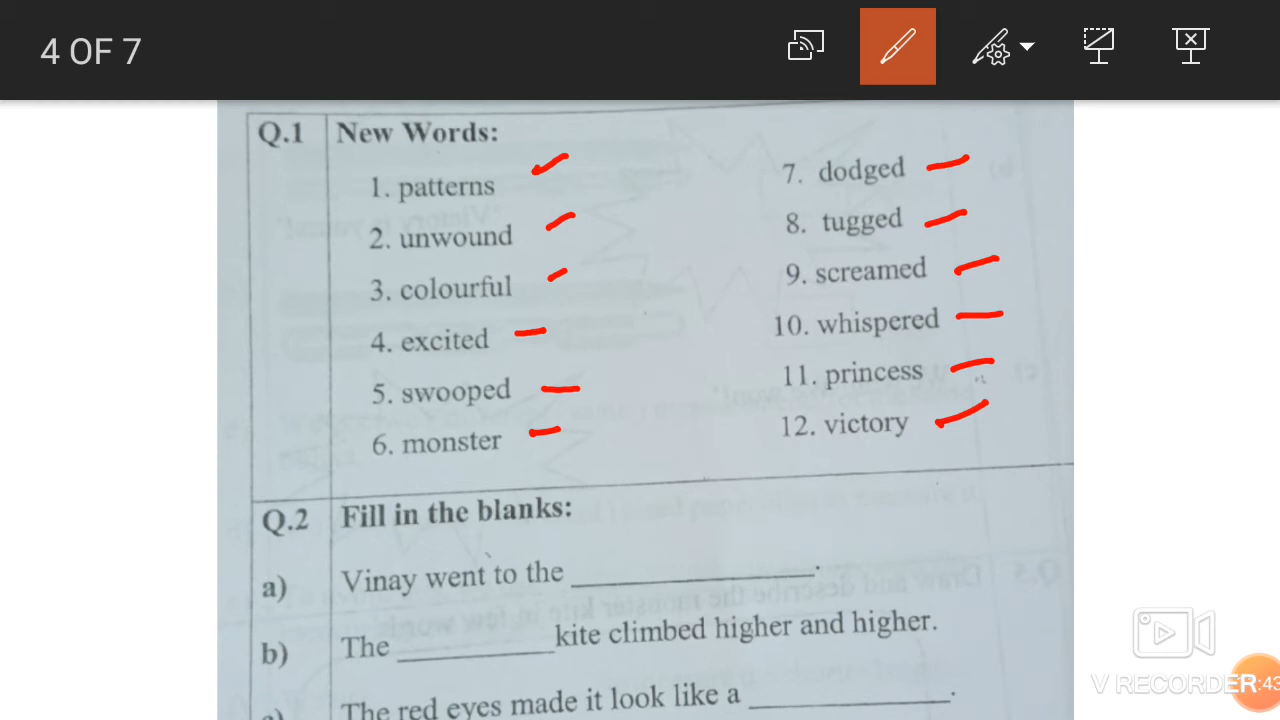 4 OF 7
Q.1 New Words:
1. patterns
2. unwound
3. colourful
4. excited
5. swooped
6. monster
7. dodged
8. tugged
9. screamed
10. whispered
11. princess
12. victory
Q.2 Fill in the blanks:
a) Vinay went to the ____________.
b) The ________ kite climbed higher and higher.
The red eyes made it look like a __________.
V RECORDER
:43